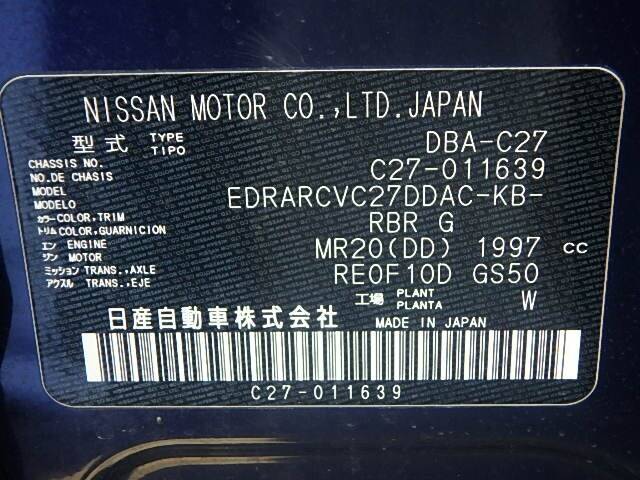 NISSAN MOTOR CO.,LTD.JAPAN
型式 TYPE TIPO DBA-C27
CHASSIS NO. NO.DE CHASIS C27-011639
MODEL MODELO EDRARCVC27DDAC-KB-
カラー COLOR,TRIM RBR G
トリム COLOR,GUARNICION
エン ENGINE MR20(DD) 1997 CC
ジン MOTOR
ミッション TRANS.,AXLE RE0F10D GS50
アクスル TRANS.,EJE
工場 PLANT PLANTA W
日産自動車株式会社 MADE IN JAPAN
C27-011639